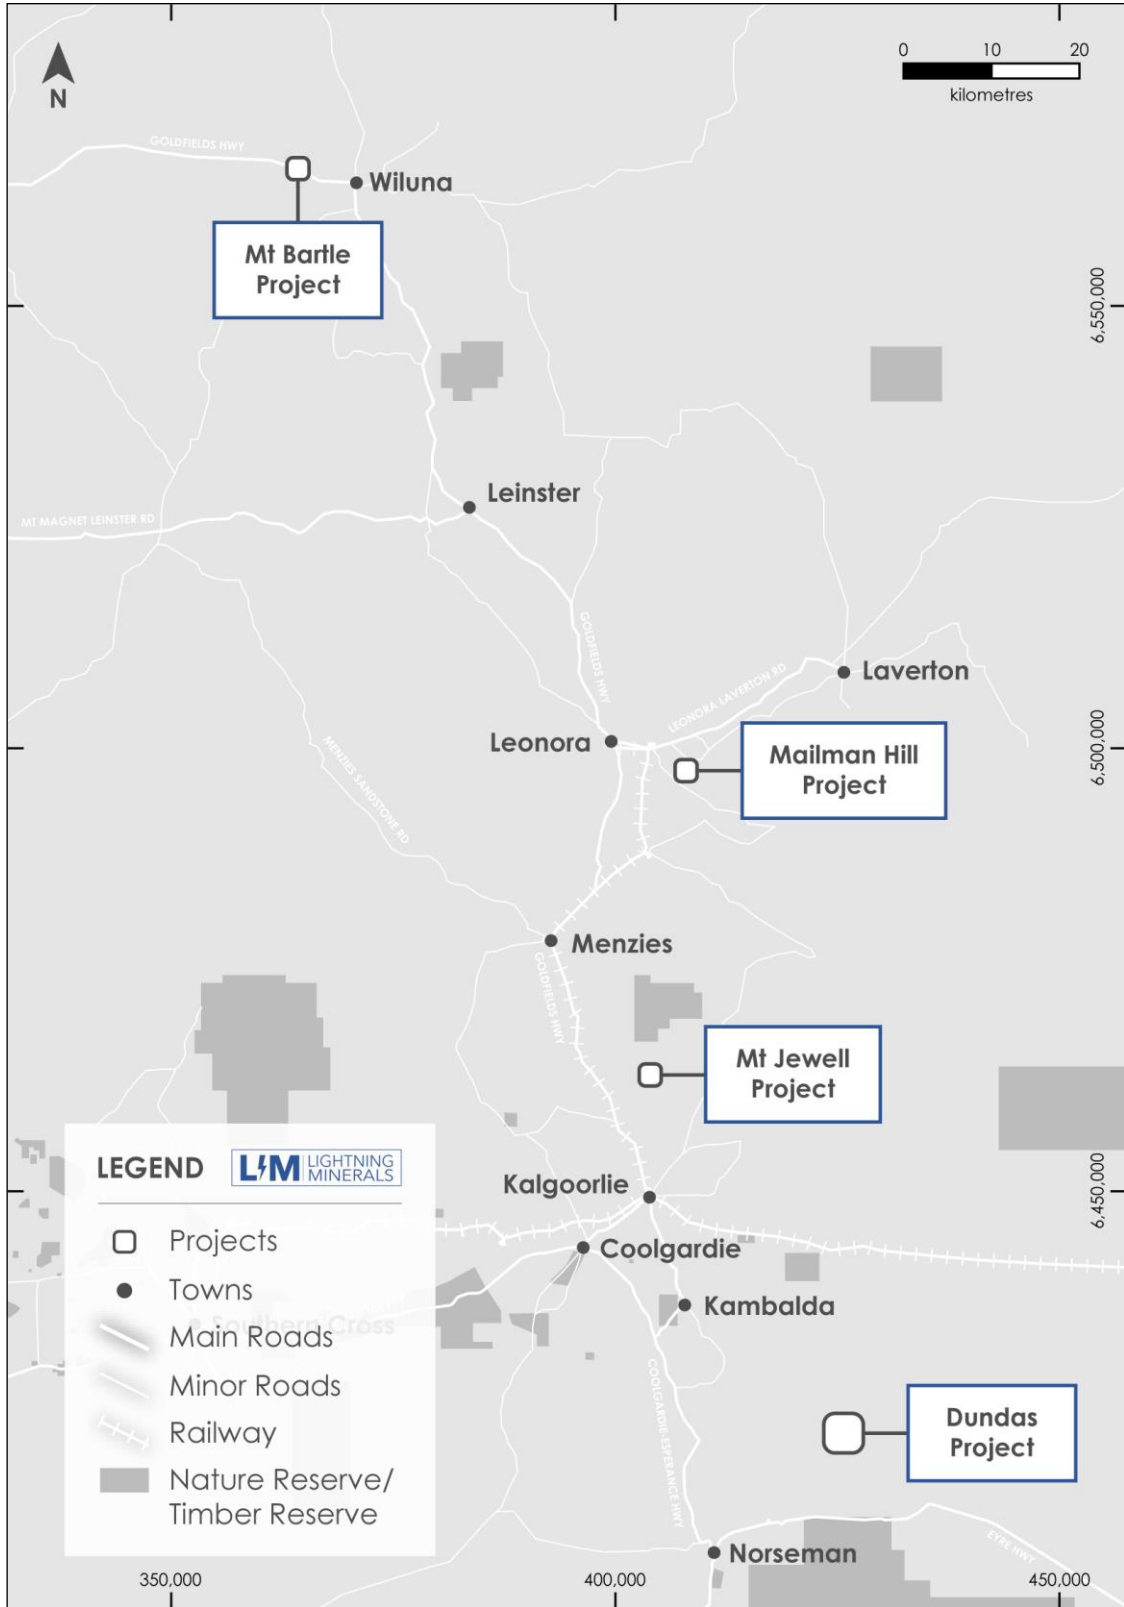 0 10 20
kilometres
N
GOLDFIELDS HWY
Wiluna
Mt Bartle
Project
6,550,000
Leinster
MT MAGNET LEINSTER RD
GOLDFIELDS HWY
Laverton
LEONORA LAVERTON RD
Leonora
6,500,000
Mailman Hill
Project
MENZIES SANDSTONE RD
Menzies
GOLDFIELDS HWY
Mt Jewell
Project
Kalgoorlie
6,450,000
Coolgardie
Kambalda
COOLGARDIE-ESPERANCE HWY
Dundas
Project
Norseman
EYRE HWY
LEGEND
LM LIGHTNING
MINERALS
Projects
Towns
Southern Cross
Main Roads
Minor Roads
Railway
Nature Reserve/
Timber Reserve
350,000
400,000
450,000